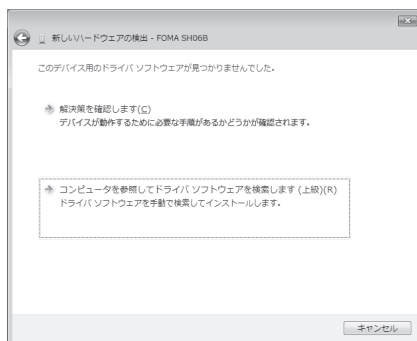 新しいハードウェアの検出 - FOMA SH06B
このデバイス用のドライバ ソフトウェアが見つかりませんでした。
解決策を確認します(C)
デバイスが動作するために必要な手順があるかどうかが確認されます。
コンピュータを参照してドライバ ソフトウェアを検索します (上級)(R)
ドライバ ソフトウェアを手動で検索してインストールします。
キャンセル